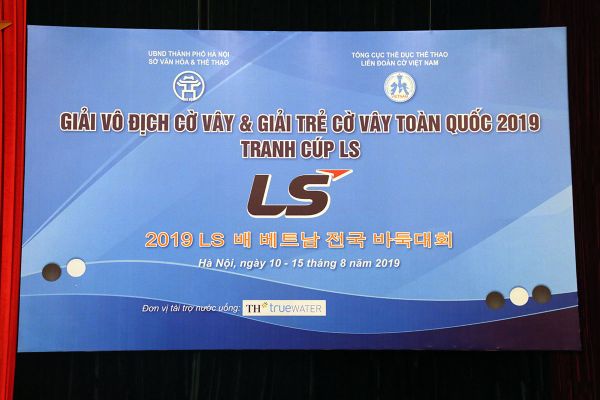 UBND THÀNH PHỐ HÀ NỘI
SỞ VĂN HÓA & THỂ THAO
TỔNG CỤC THỂ DỤC THỂ THAO
LIÊN ĐOÀN CỜ VIỆT NAM
GIẢI VÔ ĐỊCH CỜ VÂY & GIẢI TRẺ CỜ VÂY TOÀN QUỐC 2019
TRANH CÚP LS
LS
2019 LS 배 베트남 전국 바둑대회
Hà Nội, ngày 10 - 15 tháng 8 năm 2019
Đơn vị tài trợ nước uống: TH trueWATER